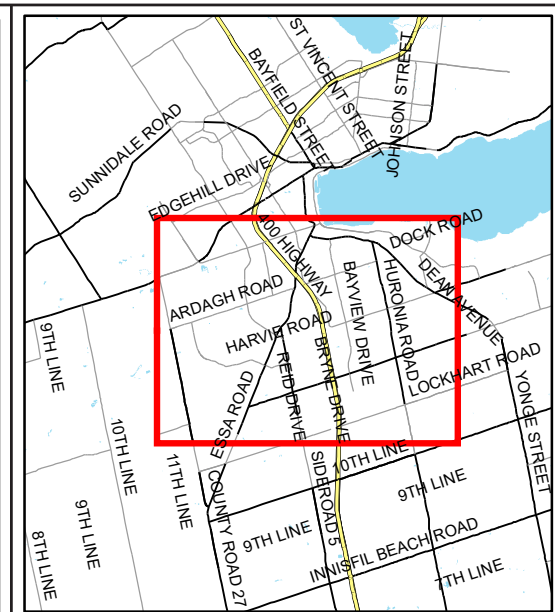 ST VINCENT STREET
BAYFIELD STREET
JOHNSON STREET
SUNNIDALE ROAD
EDGEHILL DRIVE
400 HIGHWAY
DOCK ROAD
ARDAGH ROAD
BAYVIEW DRIVE
HURONIA ROAD
DEAN AVENUE
HARVIE ROAD
REID DRIVE
BRYNE DRIVE
9TH LINE
ESSA ROAD
LOCKHART ROAD
YONGE STREET
10TH LINE
11TH LINE
COUNTY ROAD 27
SIDEROAD 5
10TH LINE
9TH LINE
9TH LINE
9TH LINE
8TH LINE
INNISFIL BEACH ROAD
7TH LINE